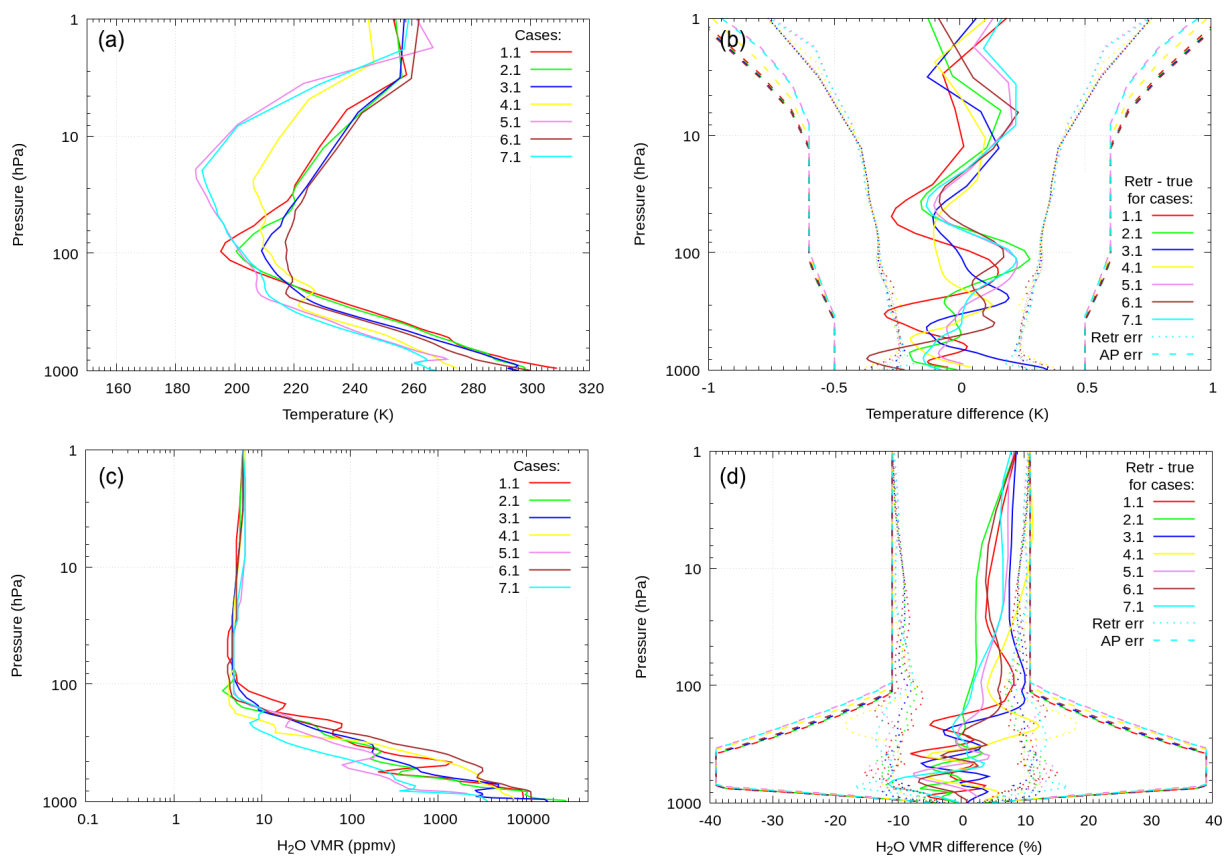 (a)
Cases:
1.1
2.1
3.1
4.1
5.1
6.1
7.1
1
10
100
1000
Pressure (hPa)
160 180 200 220 240 260 280 300 320
Temperature (K)
(b)
Retr - true
for cases:
1.1
2.1
3.1
4.1
5.1
6.1
7.1
Retr err
AP err
1
10
100
1000
Pressure (hPa)
-1 -0.5 0 0.5 1
Temperature difference (K)
(c)
Cases:
1.1
2.1
3.1
4.1
5.1
6.1
7.1
1
10
100
1000
Pressure (hPa)
0.1 1 10 100 1000 10000
H2O VMR (ppmv)
(d)
Retr - true
for cases:
1.1
2.1
3.1
4.1
5.1
6.1
7.1
Retr err
AP err
1
10
100
1000
Pressure (hPa)
-40 -30 -20 -10 0 10 20 30 40
H2O VMR difference (%)